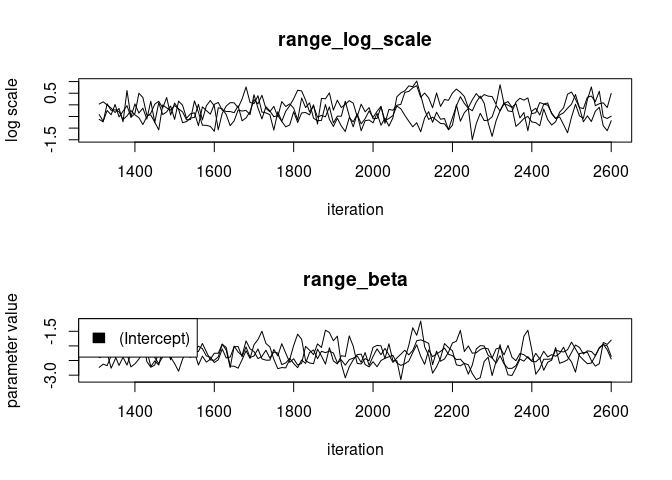 range_log_scale
log scale
0.5
-1.5
1400 1600 1800 2000 2200 2400 2600
iteration
range_beta
parameter value
-1.5
-3.0
(Intercept)
1400 1600 1800 2000 2200 2400 2600
iteration